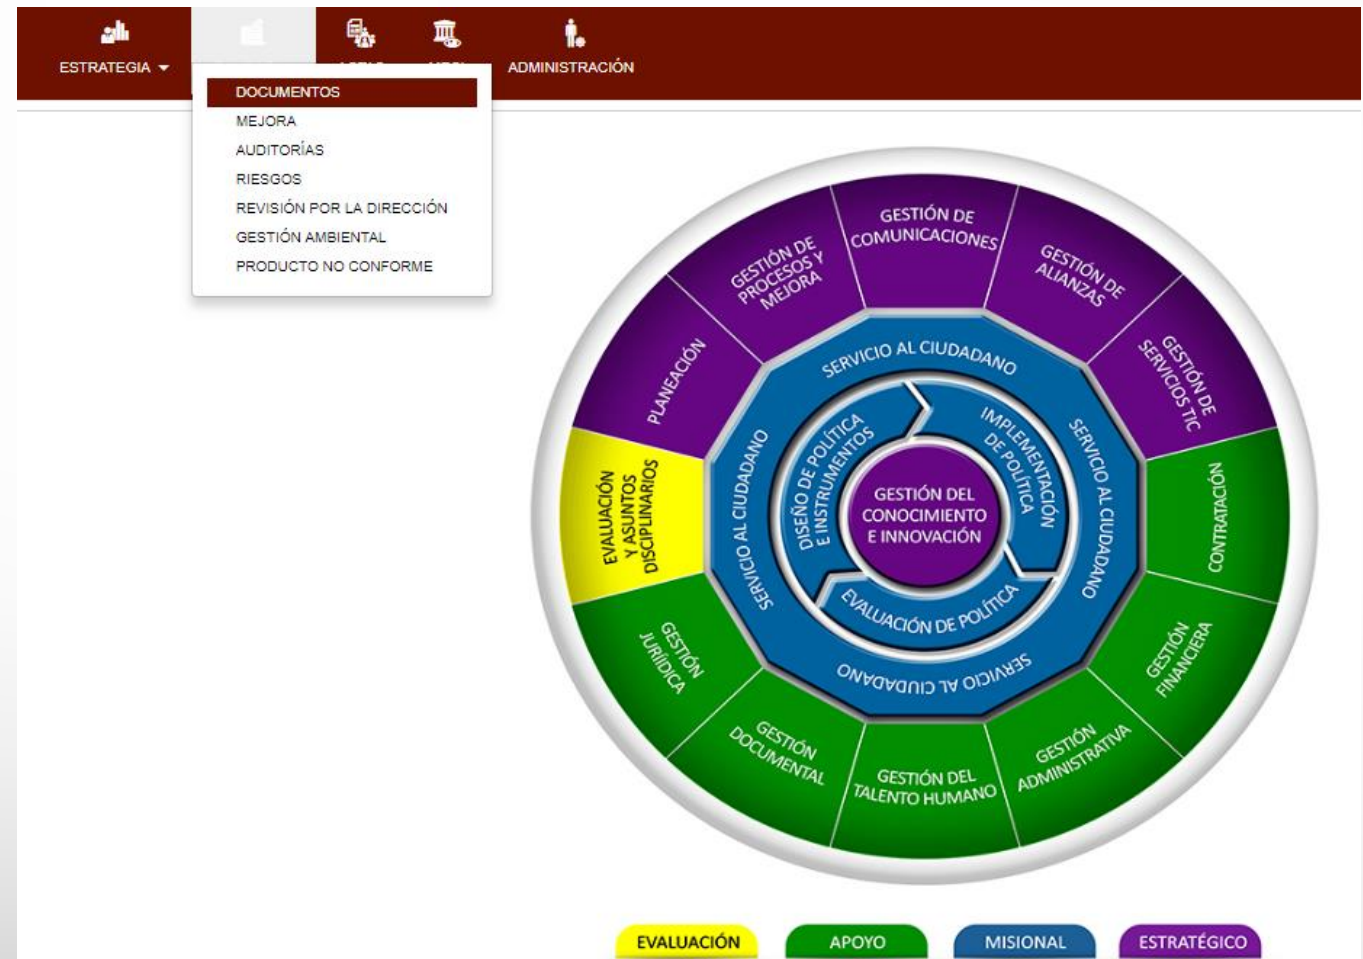 ESTRATEGIA
ADMINISTRACIÓN
DOCUMENTOS
MEJORA
AUDITORÍAS
RIESGOS
REVISIÓN POR LA DIRECCIÓN
GESTIÓN AMBIENTAL
PRODUCTO NO CONFORME
GESTIÓN DE
COMUNICACIONES
GESTIÓN DE
ALIANZAS
GESTIÓN DE
SERVICIOS TIC
CONTRATACIÓN
GESTIÓN
FINANCIERA
GESTIÓN
ADMINISTRATIVA
GESTIÓN DEL
TALENTO HUMANO
GESTIÓN
DOCUMENTAL
GESTIÓN
JURÍIDICA
EVALUACIÓN
Y ASUNTOS
DISCIPLINARIOS
PLANEACIÓN
GESTIÓN DE
PROCESOS Y
MEJORA
SERVICIO AL CIUDADANO
SERVICIO AL CIUDADANO
SERVICIO AL CIUDADANO
SERVICIO AL CIUDADANO
DISEÑO DE POLÍTICA
E INSTRUMENTOS
IMPLEMENTACIÓN
DE POLÍTICA
EVALUACIÓN DE POLÍTICA
GESTIÓN DEL
CONOCIMIENTO
E INNOVACIÓN
EVALUACIÓN
APOYO
MISIONAL
ESTRATÉGICO